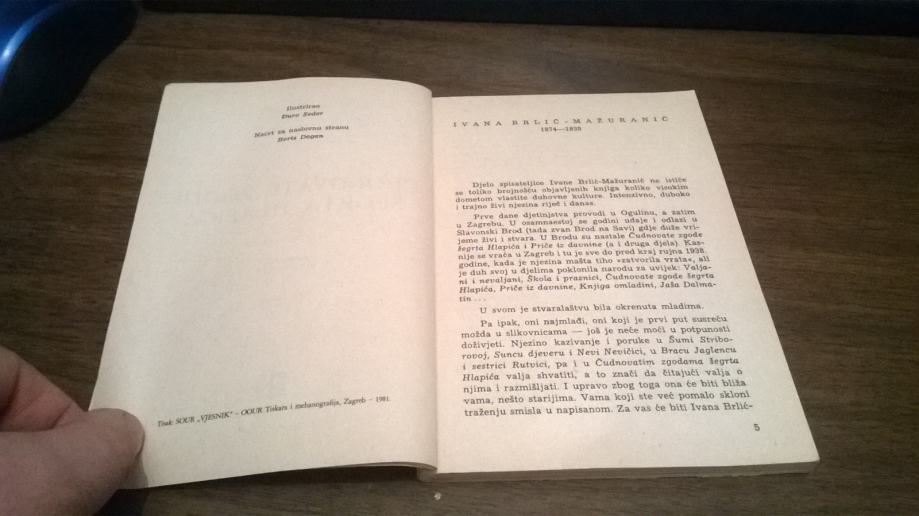 Ilustrirao
Đuro Seder
Nacrt za naslovnu stranu
Boris Dogan
Tisak: SOUR „VJESNIK” – OOUR Tiskara i mehanografija, Zagreb – 1981.
IVANA BRLIĆ-MAŽURANIĆ
1874—1938
Djelo spisateljice Ivane Brlić-Mažuranić ne ističe
se toliko brojnošću objavljenih knjiga koliko visokim
dometom vlastite duhovne kulture. Intenzivno, duboko
i trajno živi njezina riječ i danas.
Prve dane djetinjstva provodi u Ogulinu, a zatim
u Zagrebu. U osamnaestoj se godini udaje i odlazi u
Slavonski Brod (tada zvan Brod na Savi) gdje duže vri-
jeme živi i stvara. U Brodu su nastale Čudnovate zgode
šegrta Hlapića i Priče iz davnine (a i druga djela). Kas-
nije se vraća u Zagreb i tu je sve do pred kraj rujna 1938.
godine, kada je njezina mašta tiho »zatvorila vrata«, ali
je duh svoj u djelima poklonila narodu za uvijek: Valja-
ni i nevaljani, Škola i praznici, Čudnovate zgode šegrta
Hlapića, Priče iz davnine, Knjiga omladini, Jaša Dalma-
tin . . .
U svom je stvaralaštvu bila okrenuta mladima.
Pa ipak, oni najmlađi, oni koji je prvi put susreću
možda u slikovnicama — još je neće moći u potpunosti
doživjeti. Njezino kazivanje i poruke u Šumi Stribo-
rovoj, Suncu djeveru i Nevi Nevičici, u Bracu Jaglencu
i sestrici Rutvici, pa i u Čudnovatim zgodama šegrta
Hlapića valja shvatiti, a to znači da čitajući valja o
njima i razmišljati. I upravo zbog toga ona će biti bliža
vama, nešto starijima. Vama koji ste već pomalo skloni
traženju smisla u napisanom. Za vas će biti Ivana Brlić-
5